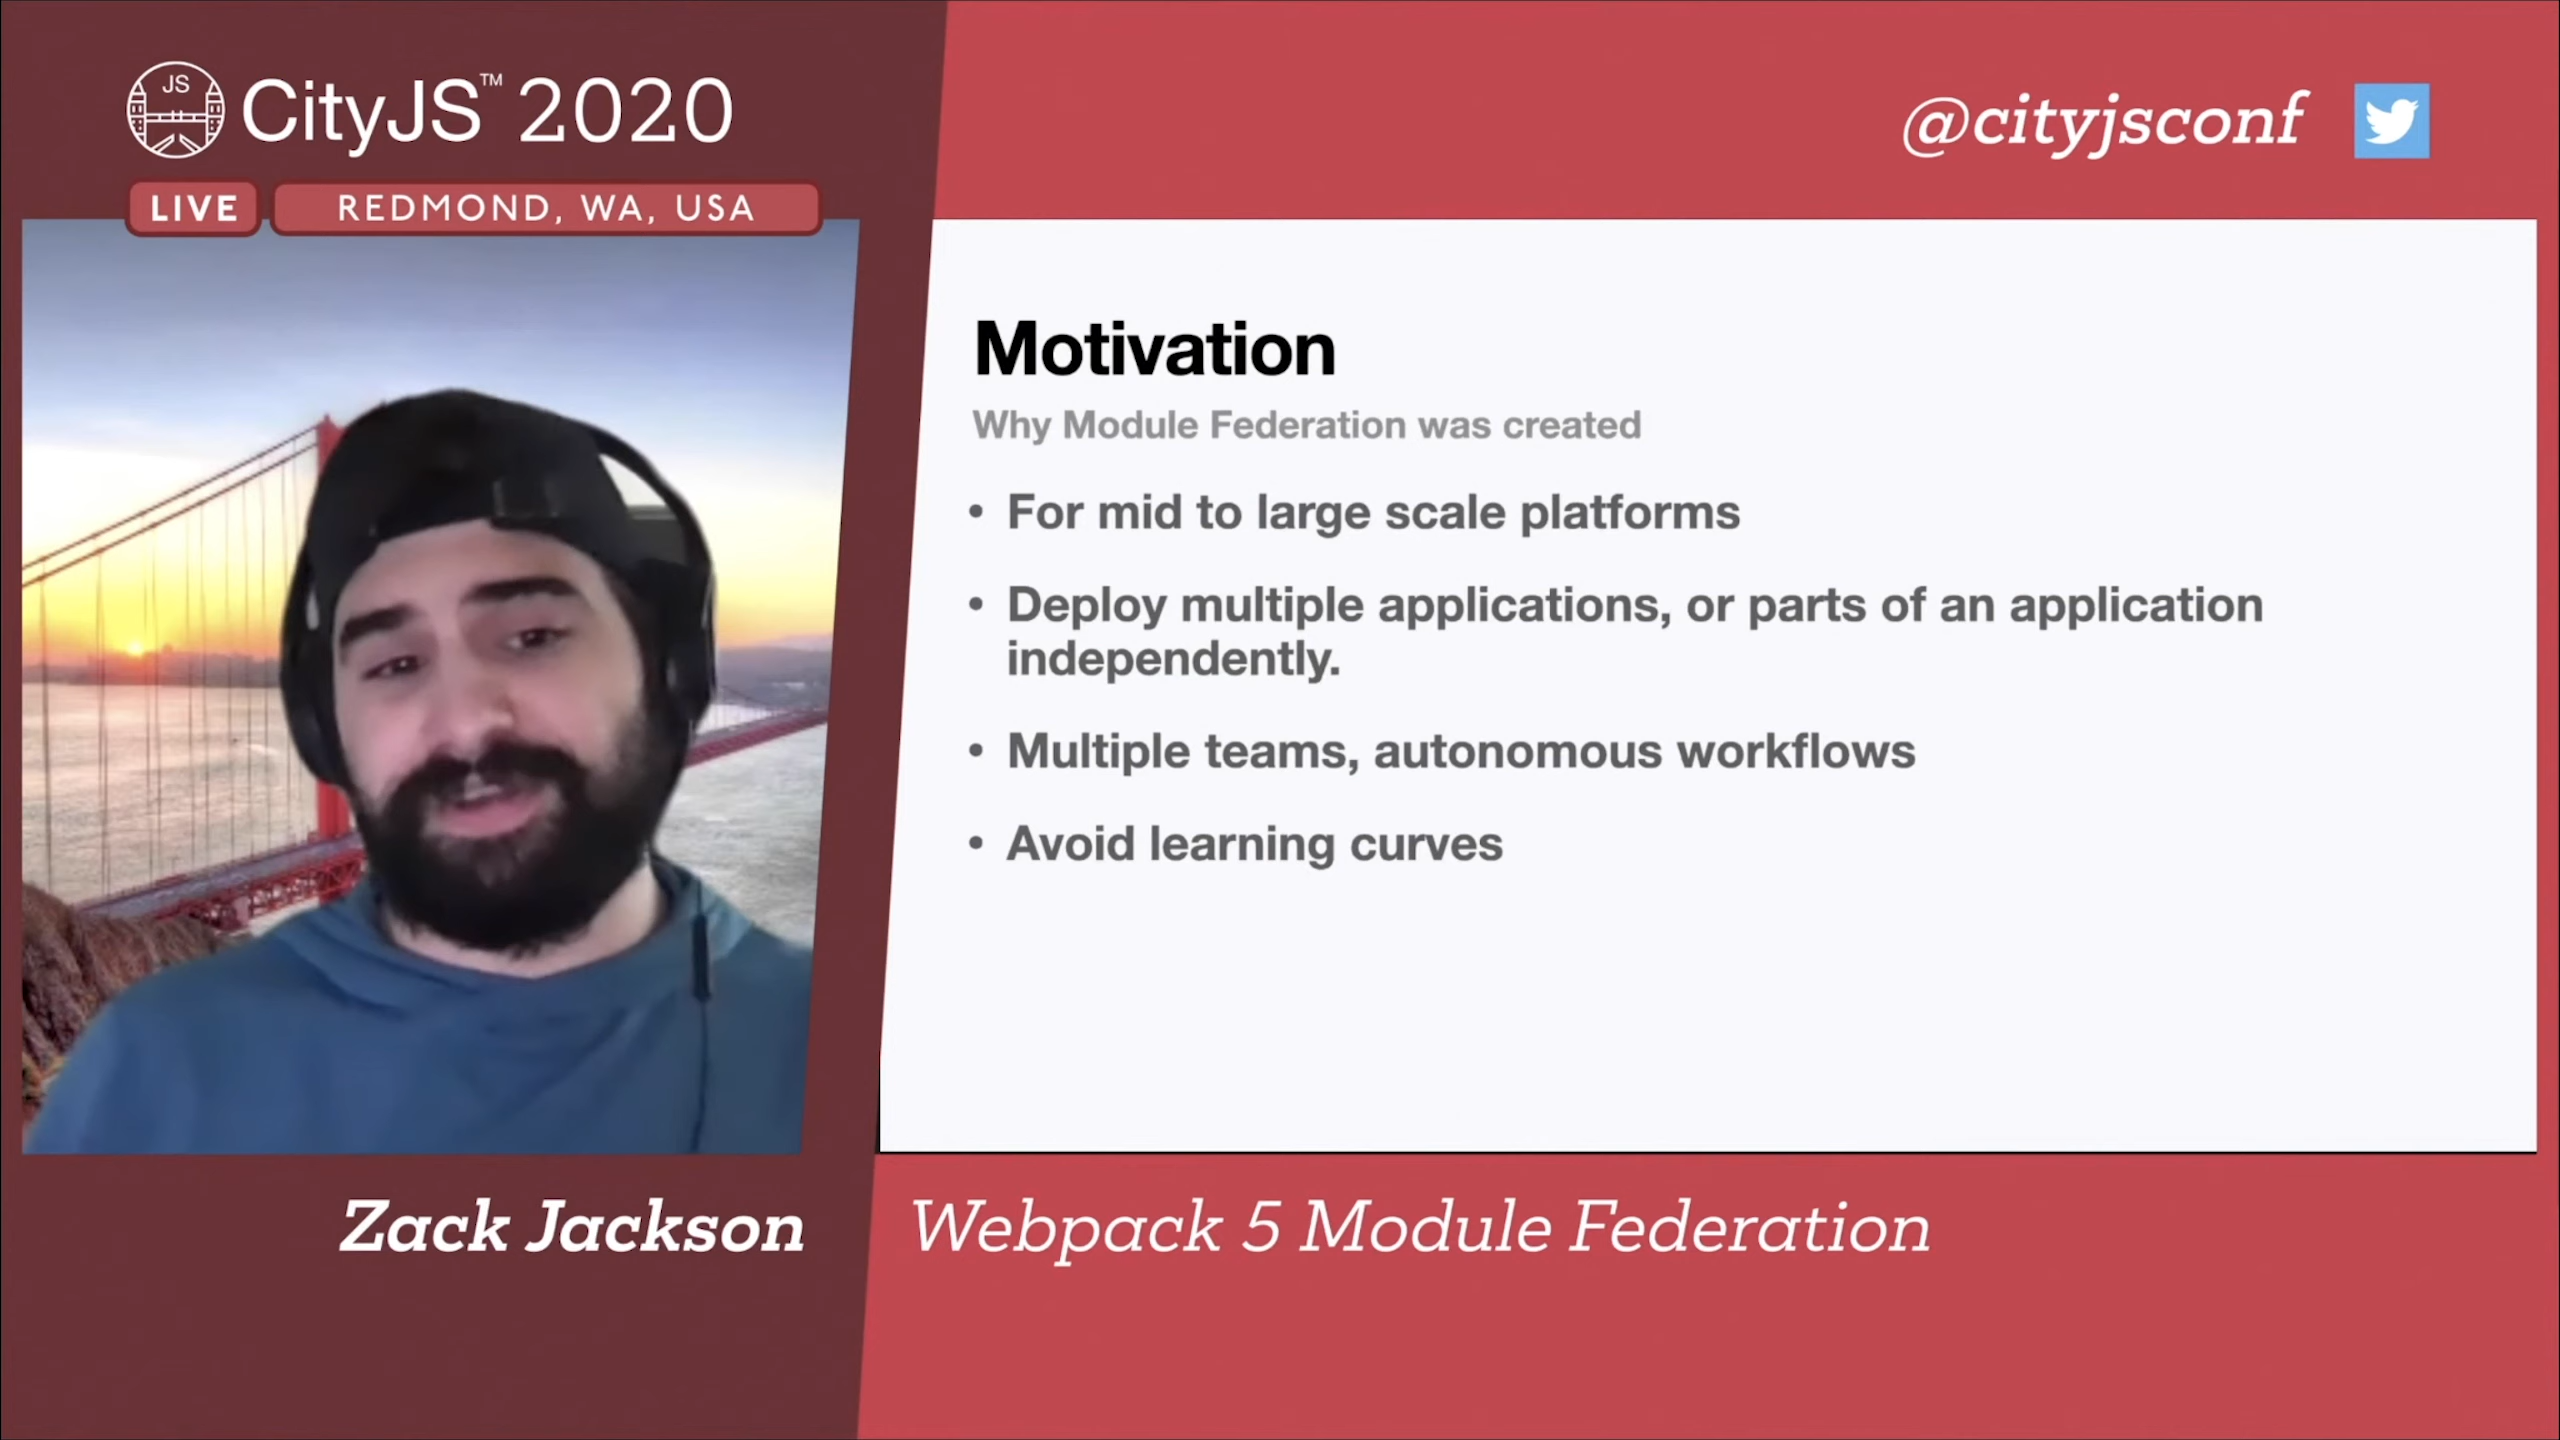 JS
CityJS™ 2020
@cityjsconf
LIVE
REDMOND, WA, USA
Motivation
Why Module Federation was created
• For mid to large scale platforms
• Deploy multiple applications, or parts of an application
independently.
• Multiple teams, autonomous workflows
• Avoid learning curves
Zack Jackson
Webpack 5 Module Federation